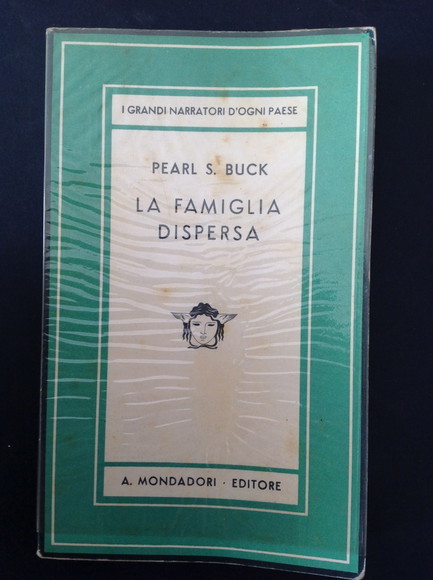 I GRANDI NARRATORI D'OGNI PAESE
PEARL S. BUCK
LA FAMIGLIA
DISPERSA
A. MONDADORI · EDITORE